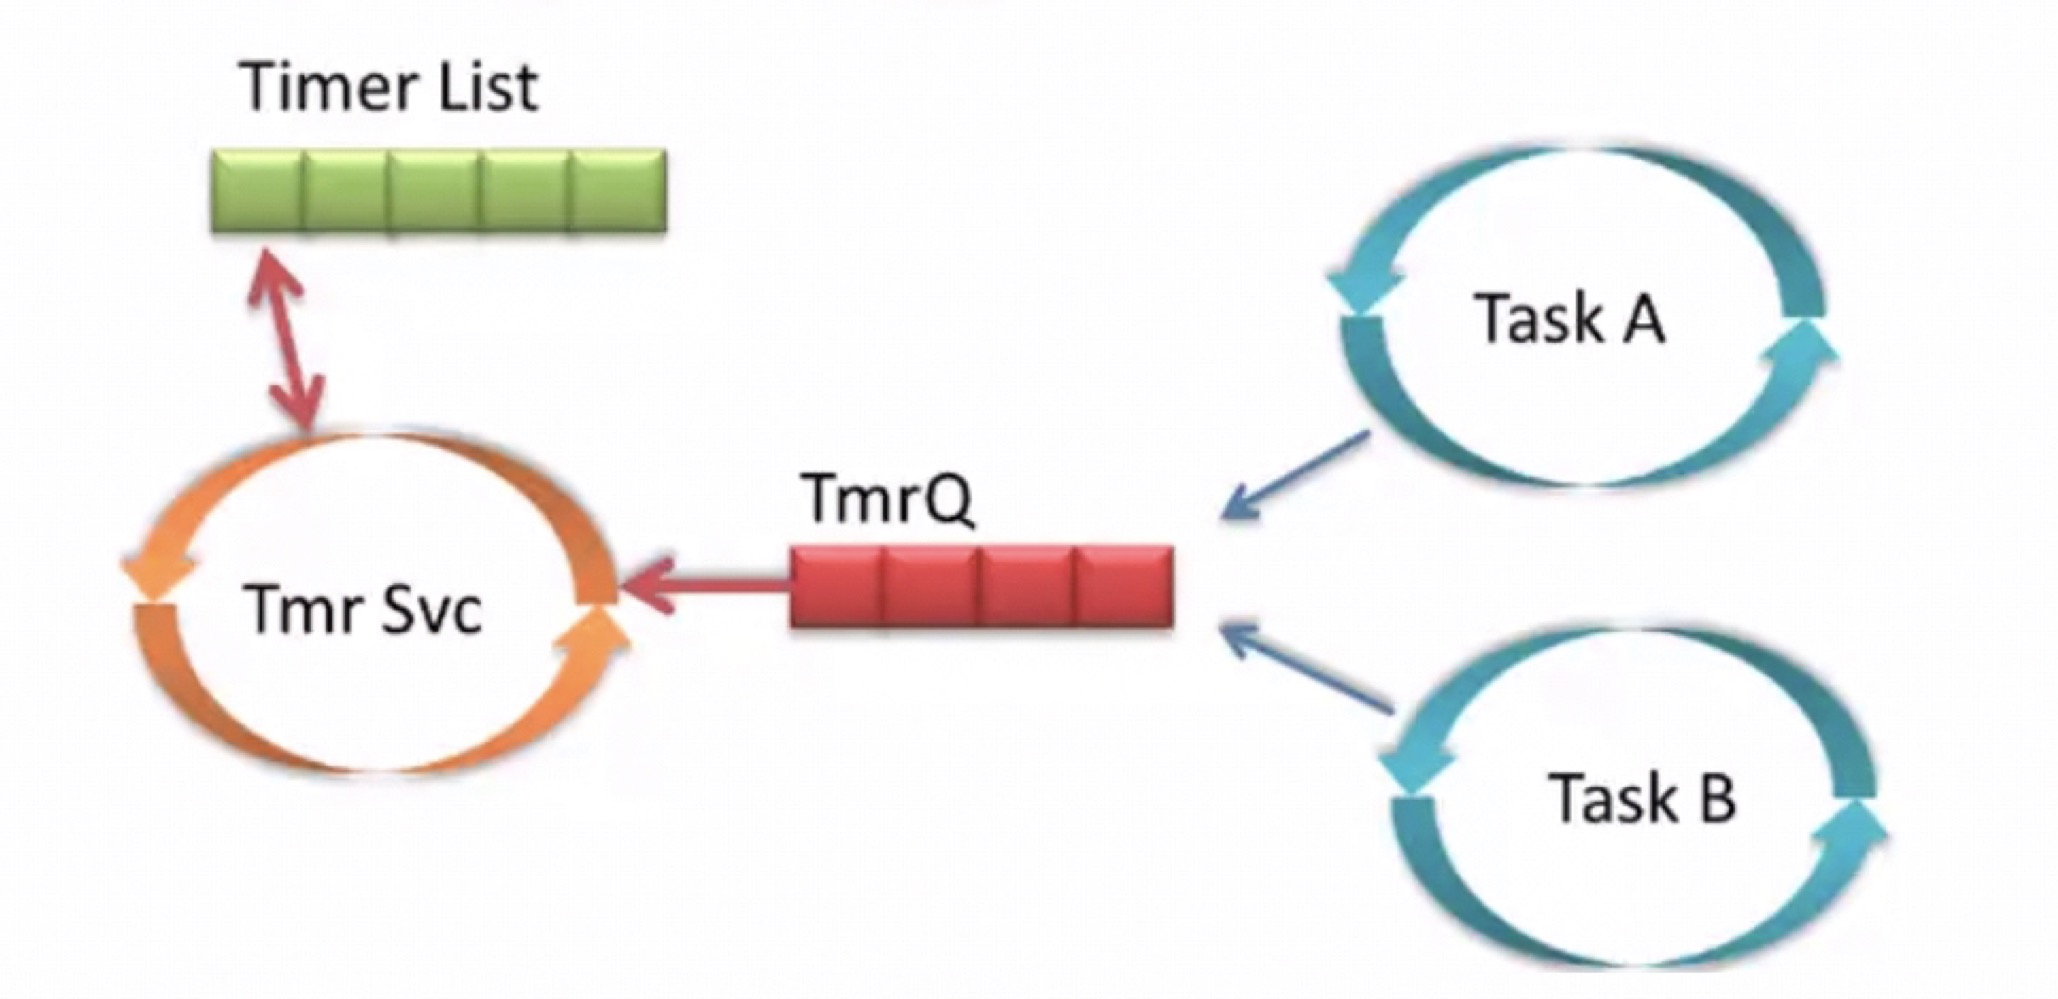 Timer List
Task A
TmrQ
Tmr Svc
Task B